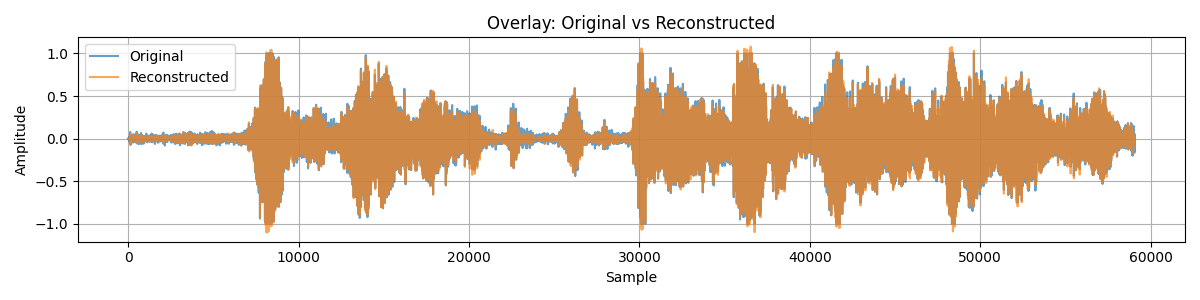 Overlay: Original vs Reconstructed
Original
Reconstructed
Amplitude
1.0
0.5
0.0
−0.5
−1.0
0 10000 20000 30000 40000 50000 60000
Sample